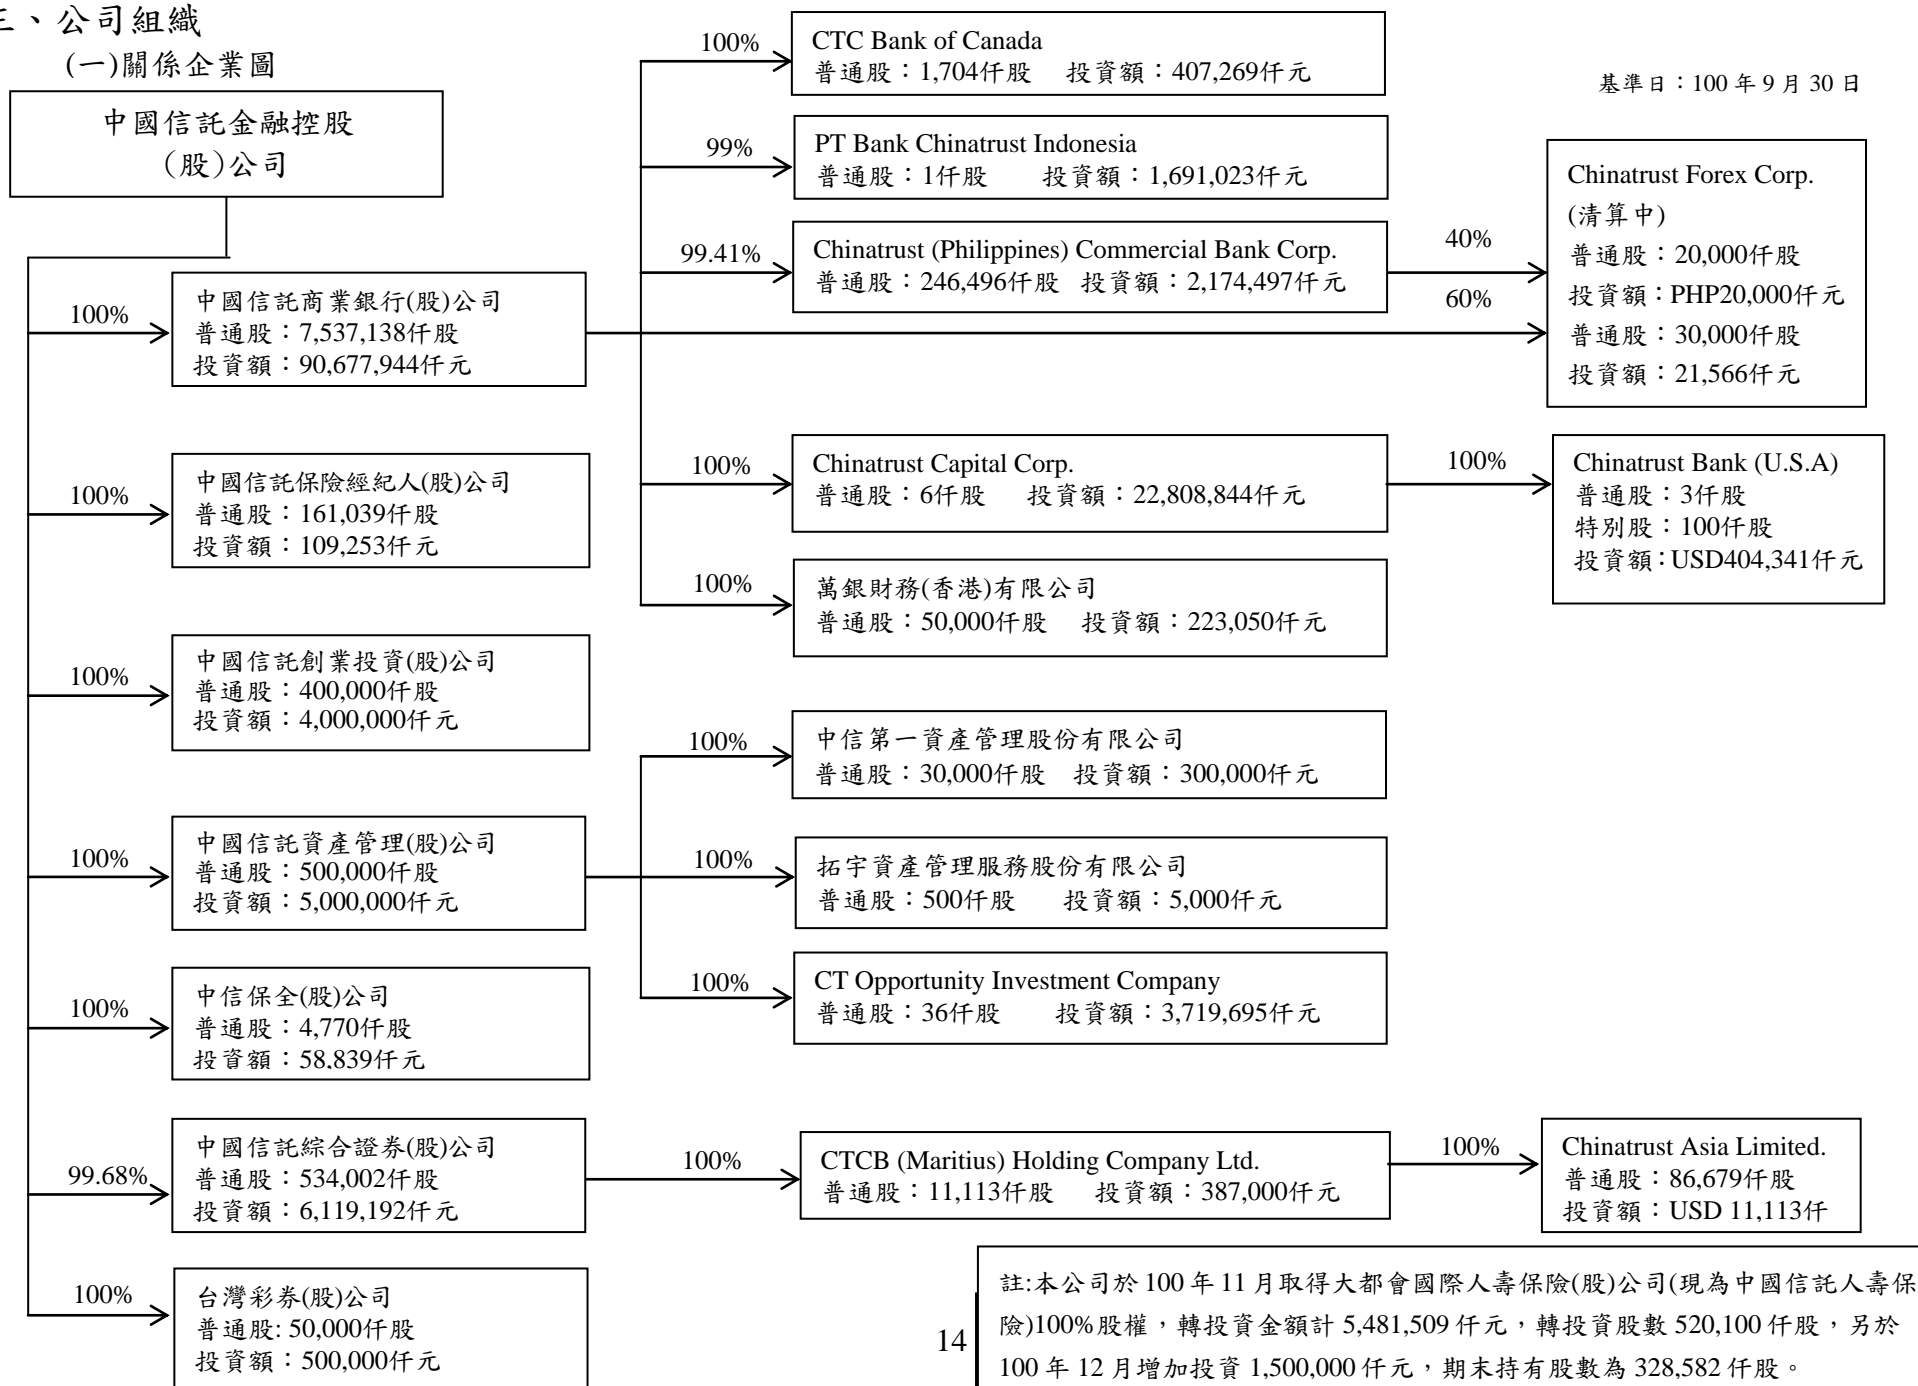 三、公司組織
(一)關係企業圖
基準日：100 年 9 月 30 日
中國信託金融控股
(股)公司
100%
中國信託商業銀行(股)公司
普通股：7,537,138仟股
投資額：90,677,944仟元
100%
中國信託保險經紀人(股)公司
普通股：161,039仟股
投資額：109,253仟元
100%
中國信託創業投資(股)公司
普通股：400,000仟股
投資額：4,000,000仟元
100%
中國信託資產管理(股)公司
普通股：500,000仟股
投資額：5,000,000仟元
100%
中信保全(股)公司
普通股：4,770仟股
投資額：58,839仟元
99.68%
中國信託綜合證券(股)公司
普通股：534,002仟股
投資額：6,119,192仟元
100%
台灣彩券(股)公司
普通股: 50,000仟股
投資額：500,000仟元
100%
CTC Bank of Canada
普通股：1,704仟股 投資額：407,269仟元
99%
PT Bank Chinatrust Indonesia
普通股：1仟股 投資額：1,691,023仟元
99.41%
Chinatrust (Philippines) Commercial Bank Corp.
普通股：246,496仟股 投資額：2,174,497仟元
100%
Chinatrust Capital Corp.
普通股：6仟股 投資額：22,808,844仟元
100%
萬銀財務(香港)有限公司
普通股：50,000仟股 投資額：223,050仟元
100%
中信第一資產管理股份有限公司
普通股：30,000仟股 投資額：300,000仟元
100%
拓宇資產管理服務股份有限公司
普通股：500仟股 投資額：5,000仟元
100%
CT Opportunity Investment Company
普通股：36仟股 投資額：3,719,695仟元
100%
CTCB (Maritius) Holding Company Ltd.
普通股：11,113仟股 投資額：387,000仟元
40%
60%
Chinatrust Forex Corp.
(清算中)
普通股：20,000仟股
投資額：PHP20,000仟元
普通股：30,000仟股
投資額：21,566仟元
100%
Chinatrust Bank (U.S.A)
普通股：3仟股
特別股：100仟股
投資額：USD404,341仟元
100%
Chinatrust Asia Limited.
普通股：86,679仟股
投資額：USD 11,113仟
註:本公司於 100 年 11 月取得大都會國際人壽保險(股)公司(現為中國信託人壽保
險)100%股權，轉投資金額計 5,481,509 仟元，轉投資股數 520,100 仟股，另於
100 年 12 月增加投資 1,500,000 仟元，期末持有股數為 328,582 仟股。
14